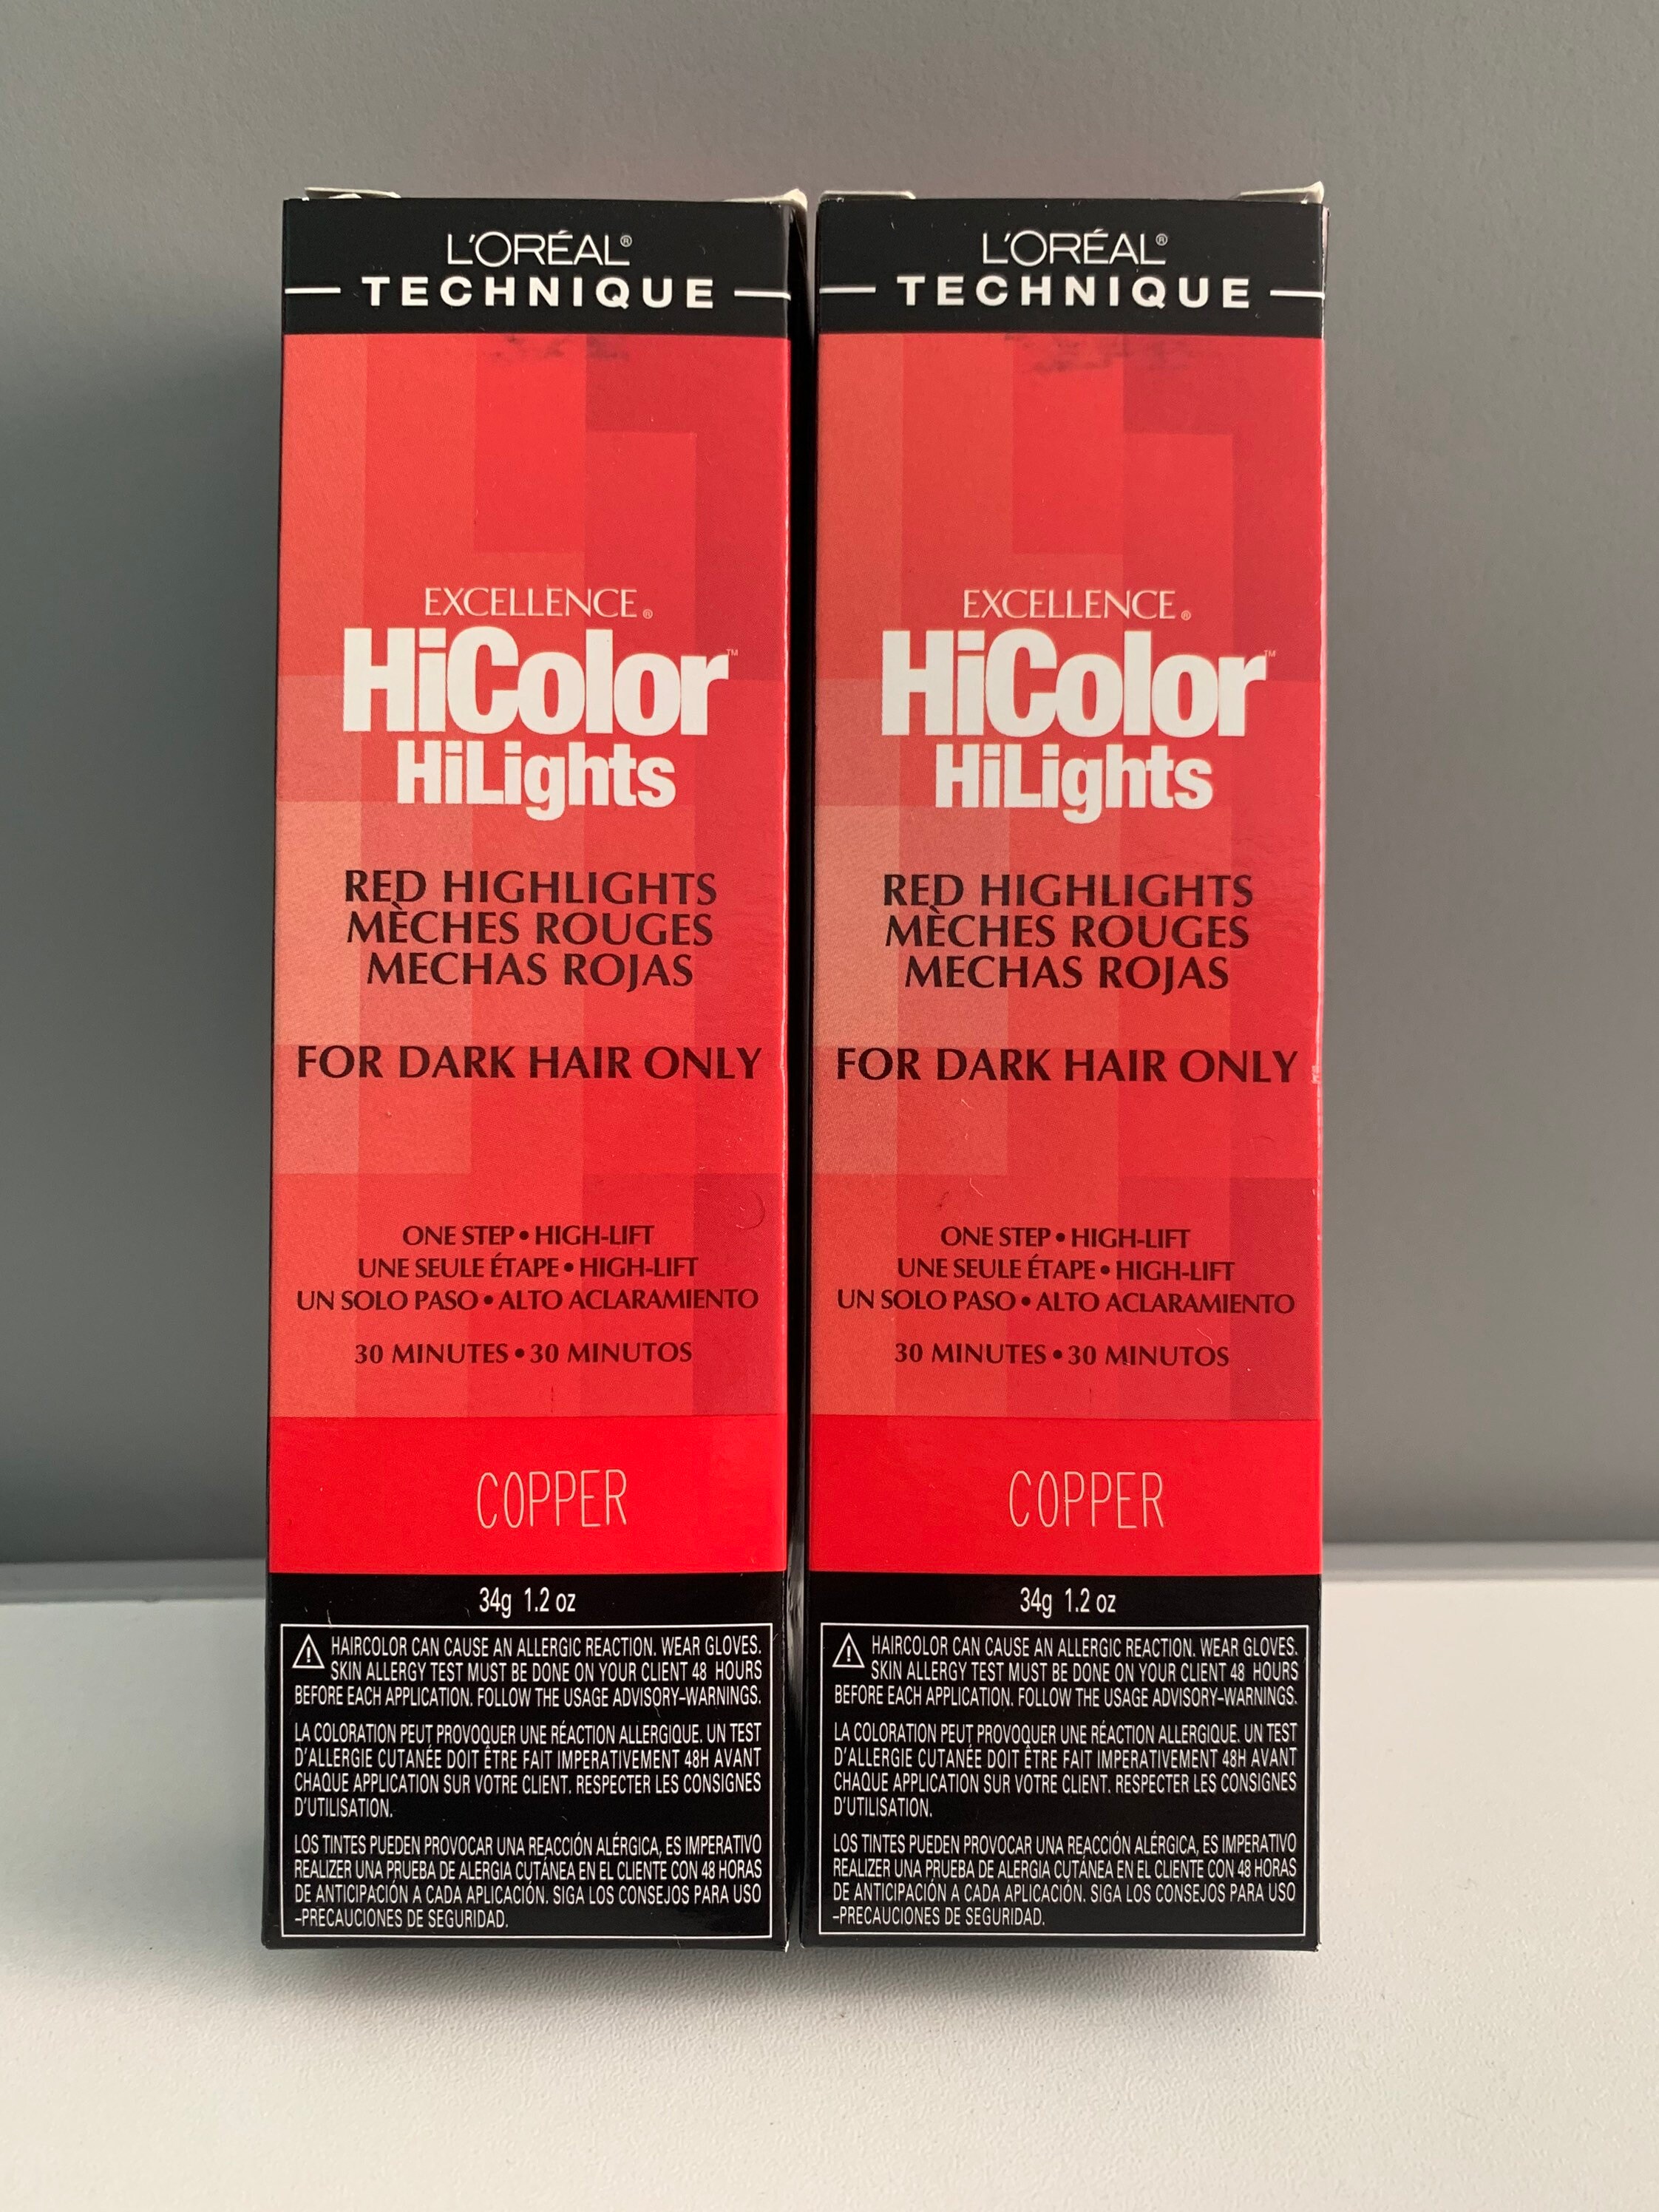 L'ORÉAL®
TECHNIQUE
EXCELLENCE®
HiColor™
HiLights
RED HIGHLIGHTS
MÈCHES ROUGES
MECHAS ROJAS
FOR DARK HAIR ONLY
ONE STEP • HIGH-LIFT
UNE SEULE ÉTAPE • HIGH-LIFT
UN SOLO PASO • ALTO ACLARAMIENTO
30 MINUTES • 30 MINUTOS
COPPER
34g 1.2 oz
HAIRCOLOR CAN CAUSE AN ALLERGIC REACTION. WEAR GLOVES.
SKIN ALLERGY TEST MUST BE DONE ON YOUR CLIENT 48 HOURS
BEFORE EACH APPLICATION. FOLLOW THE USAGE ADVISORY–WARNINGS.
LA COLORATION PEUT PROVOQUER UNE RÉACTION ALLERGIQUE. UN TEST
D'ALLERGIE CUTANÉE DOIT ÊTRE FAIT IMPERATIVEMENT 48H AVANT
CHAQUE APPLICATION SUR VOTRE CLIENT. RESPECTER LES CONSIGNES
D'UTILISATION.
LOS TINTES PUEDEN PROVOCAR UNA REACCIÓN ALÉRGICA, ES IMPERATIVO
REALIZER UNA PRUEBA DE ALERGIA CUTÁNEA EN EL CLIENTE CON 48 HORAS
DE ANTICIPACIÓN A CADA APLICACIÓN. SIGA LOS CONSEJOS PARA USO
–PRECAUCIONES DE SEGURIDAD.
L'ORÉAL®
TECHNIQUE
EXCELLENCE®
HiColor™
HiLights
RED HIGHLIGHTS
MÈCHES ROUGES
MECHAS ROJAS
FOR DARK HAIR ONLY
ONE STEP • HIGH-LIFT
UNE SEULE ÉTAPE • HIGH-LIFT
UN SOLO PASO • ALTO ACLARAMIENTO
30 MINUTES • 30 MINUTOS
COPPER
34g 1.2 oz
HAIRCOLOR CAN CAUSE AN ALLERGIC REACTION. WEAR GLOVES.
SKIN ALLERGY TEST MUST BE DONE ON YOUR CLIENT 48 HOURS
BEFORE EACH APPLICATION. FOLLOW THE USAGE ADVISORY–WARNINGS.
LA COLORATION PEUT PROVOQUER UNE RÉACTION ALLERGIQUE. UN TEST
D'ALLERGIE CUTANÉE DOIT ÊTRE FAIT IMPERATIVEMENT 48H AVANT
CHAQUE APPLICATION SUR VOTRE CLIENT. RESPECTER LES CONSIGNES
D'UTILISATION.
LOS TINTES PUEDEN PROVOCAR UNA REACCIÓN ALÉRGICA, ES IMPERATIVO
REALIZER UNA PRUEBA DE ALERGIA CUTÁNEA EN EL CLIENTE CON 48 HORAS
DE ANTICIPACIÓN A CADA APLICACIÓN. SIGA LOS CONSEJOS PARA USO
–PRECAUCIONES DE SEGURIDAD.